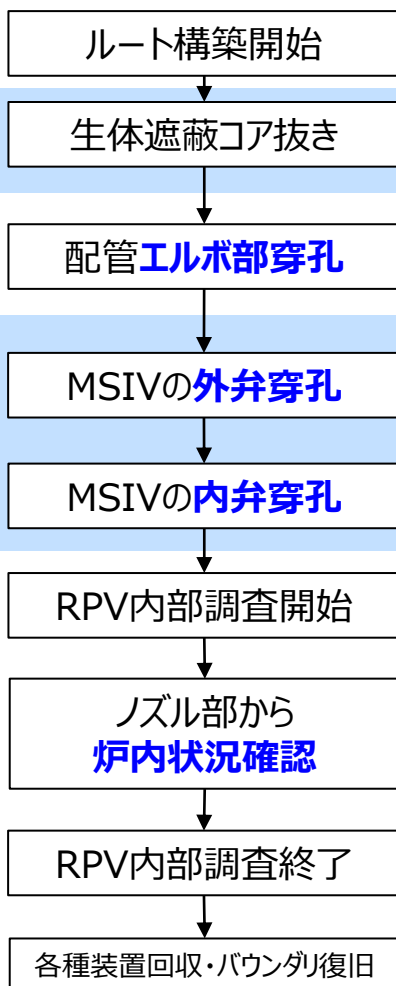 ルート構築開始
生体遮蔽コア抜き
配管エルボ部穿孔
MSIVの外弁穿孔
MSIVの内弁穿孔
RPV内部調査開始
ノズル部から
炉内状況確認
RPV内部調査終了
各種装置回収・バウンダリ復旧